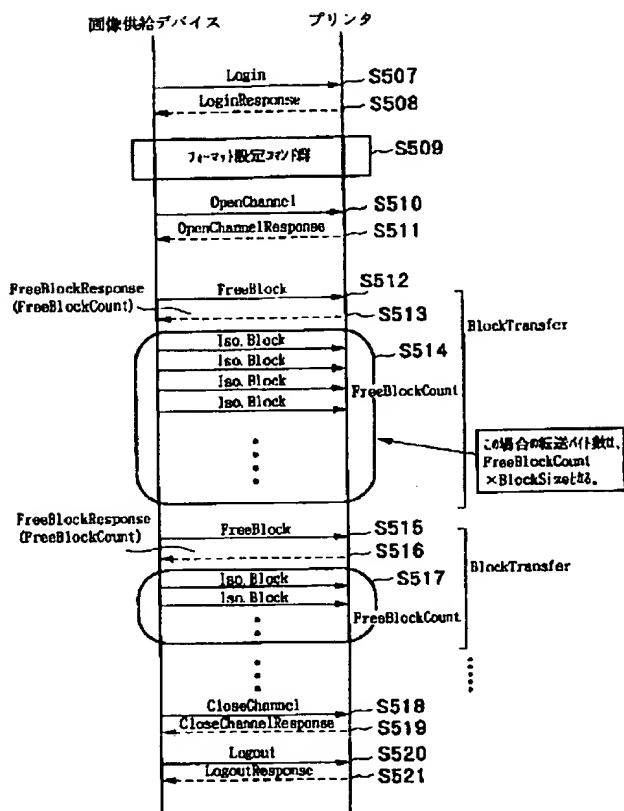 画像供給デバイス
プリンタ
Login
S507
LoginResponse
S508
フォーマット設定コマンド群
S509
OpenChannel
S510
OpenChannelResponse
S511
S512
FreeBlockResponse
(FreeBlockCount)
FreeBlock
S513
BlockTransfer
Iso.Block
S514
Iso.Block
Iso.Block
FreeBlockCount
Iso.Block
この場合の転送バイト数は、
FreeBlockCount
×BlockSizeとなる。
FreeBlockResponse
(FreeBlockCount)
FreeBlock
S515
S516
BlockTransfer
Iso.Block
S517
Iso.Block
FreeBlockCount
CloseChannel
S518
CloseChannelResponse
S519
Logout
S520
LogoutResponse
S521